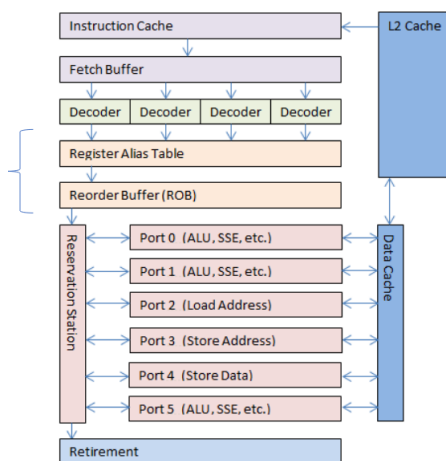 Instruction Cache
L2 Cache
Fetch Buffer
Decoder Decoder Decoder Decoder
Register Alias Table
Reorder Buffer (ROB)
Reservation Station
Port 0 (ALU, SSE, etc.)
Port 1 (ALU, SSE, etc.)
Port 2 (Load Address)
Port 3 (Store Address)
Port 4 (Store Data)
Port 5 (ALU, SSE, etc.)
Data Cache
Retirement